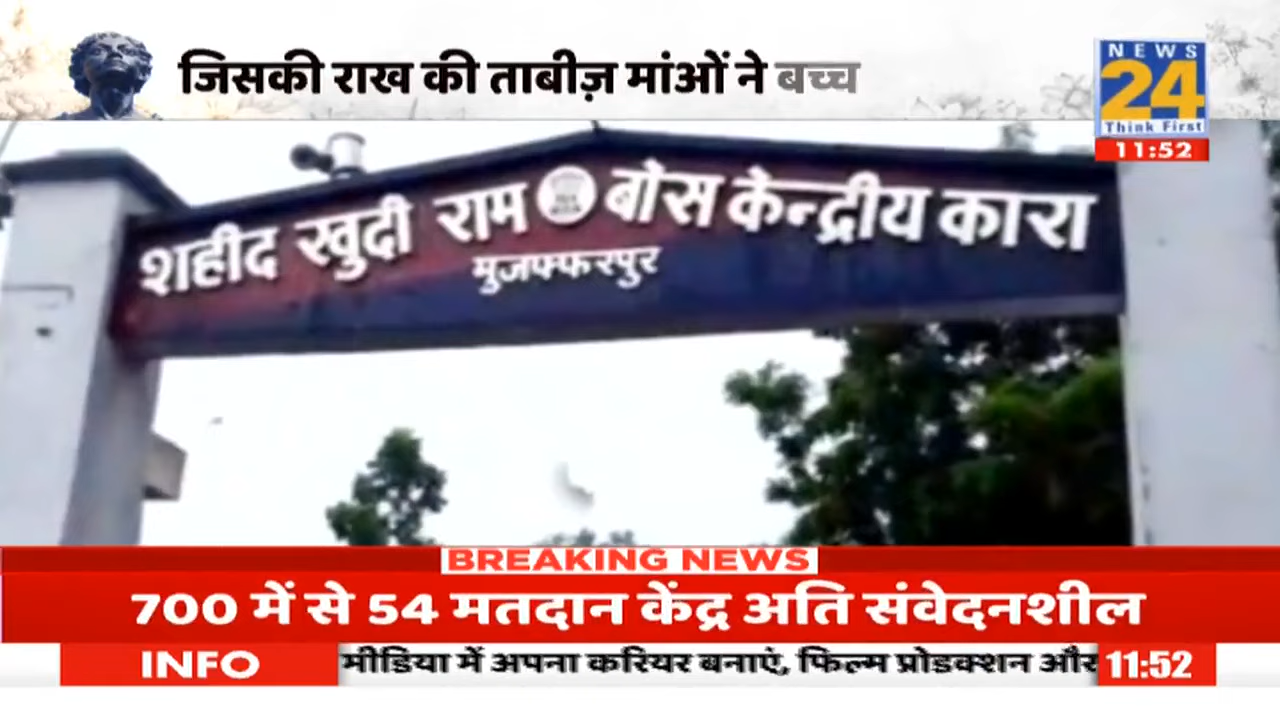 जिसकी राख की ताबीज़ मांओं ने बच्च
NEWS
24
Think First
11:52
शहीद खुदी राम बोस केन्द्रीय कारा
मुजफ्फरपुर
BREAKING NEWS
700 में से 54 मतदान केंद्र अति संवेदनशील
INFO
मीडिया में अपना करियर बनाएं, फिल्म प्रोडक्शन और
11:52